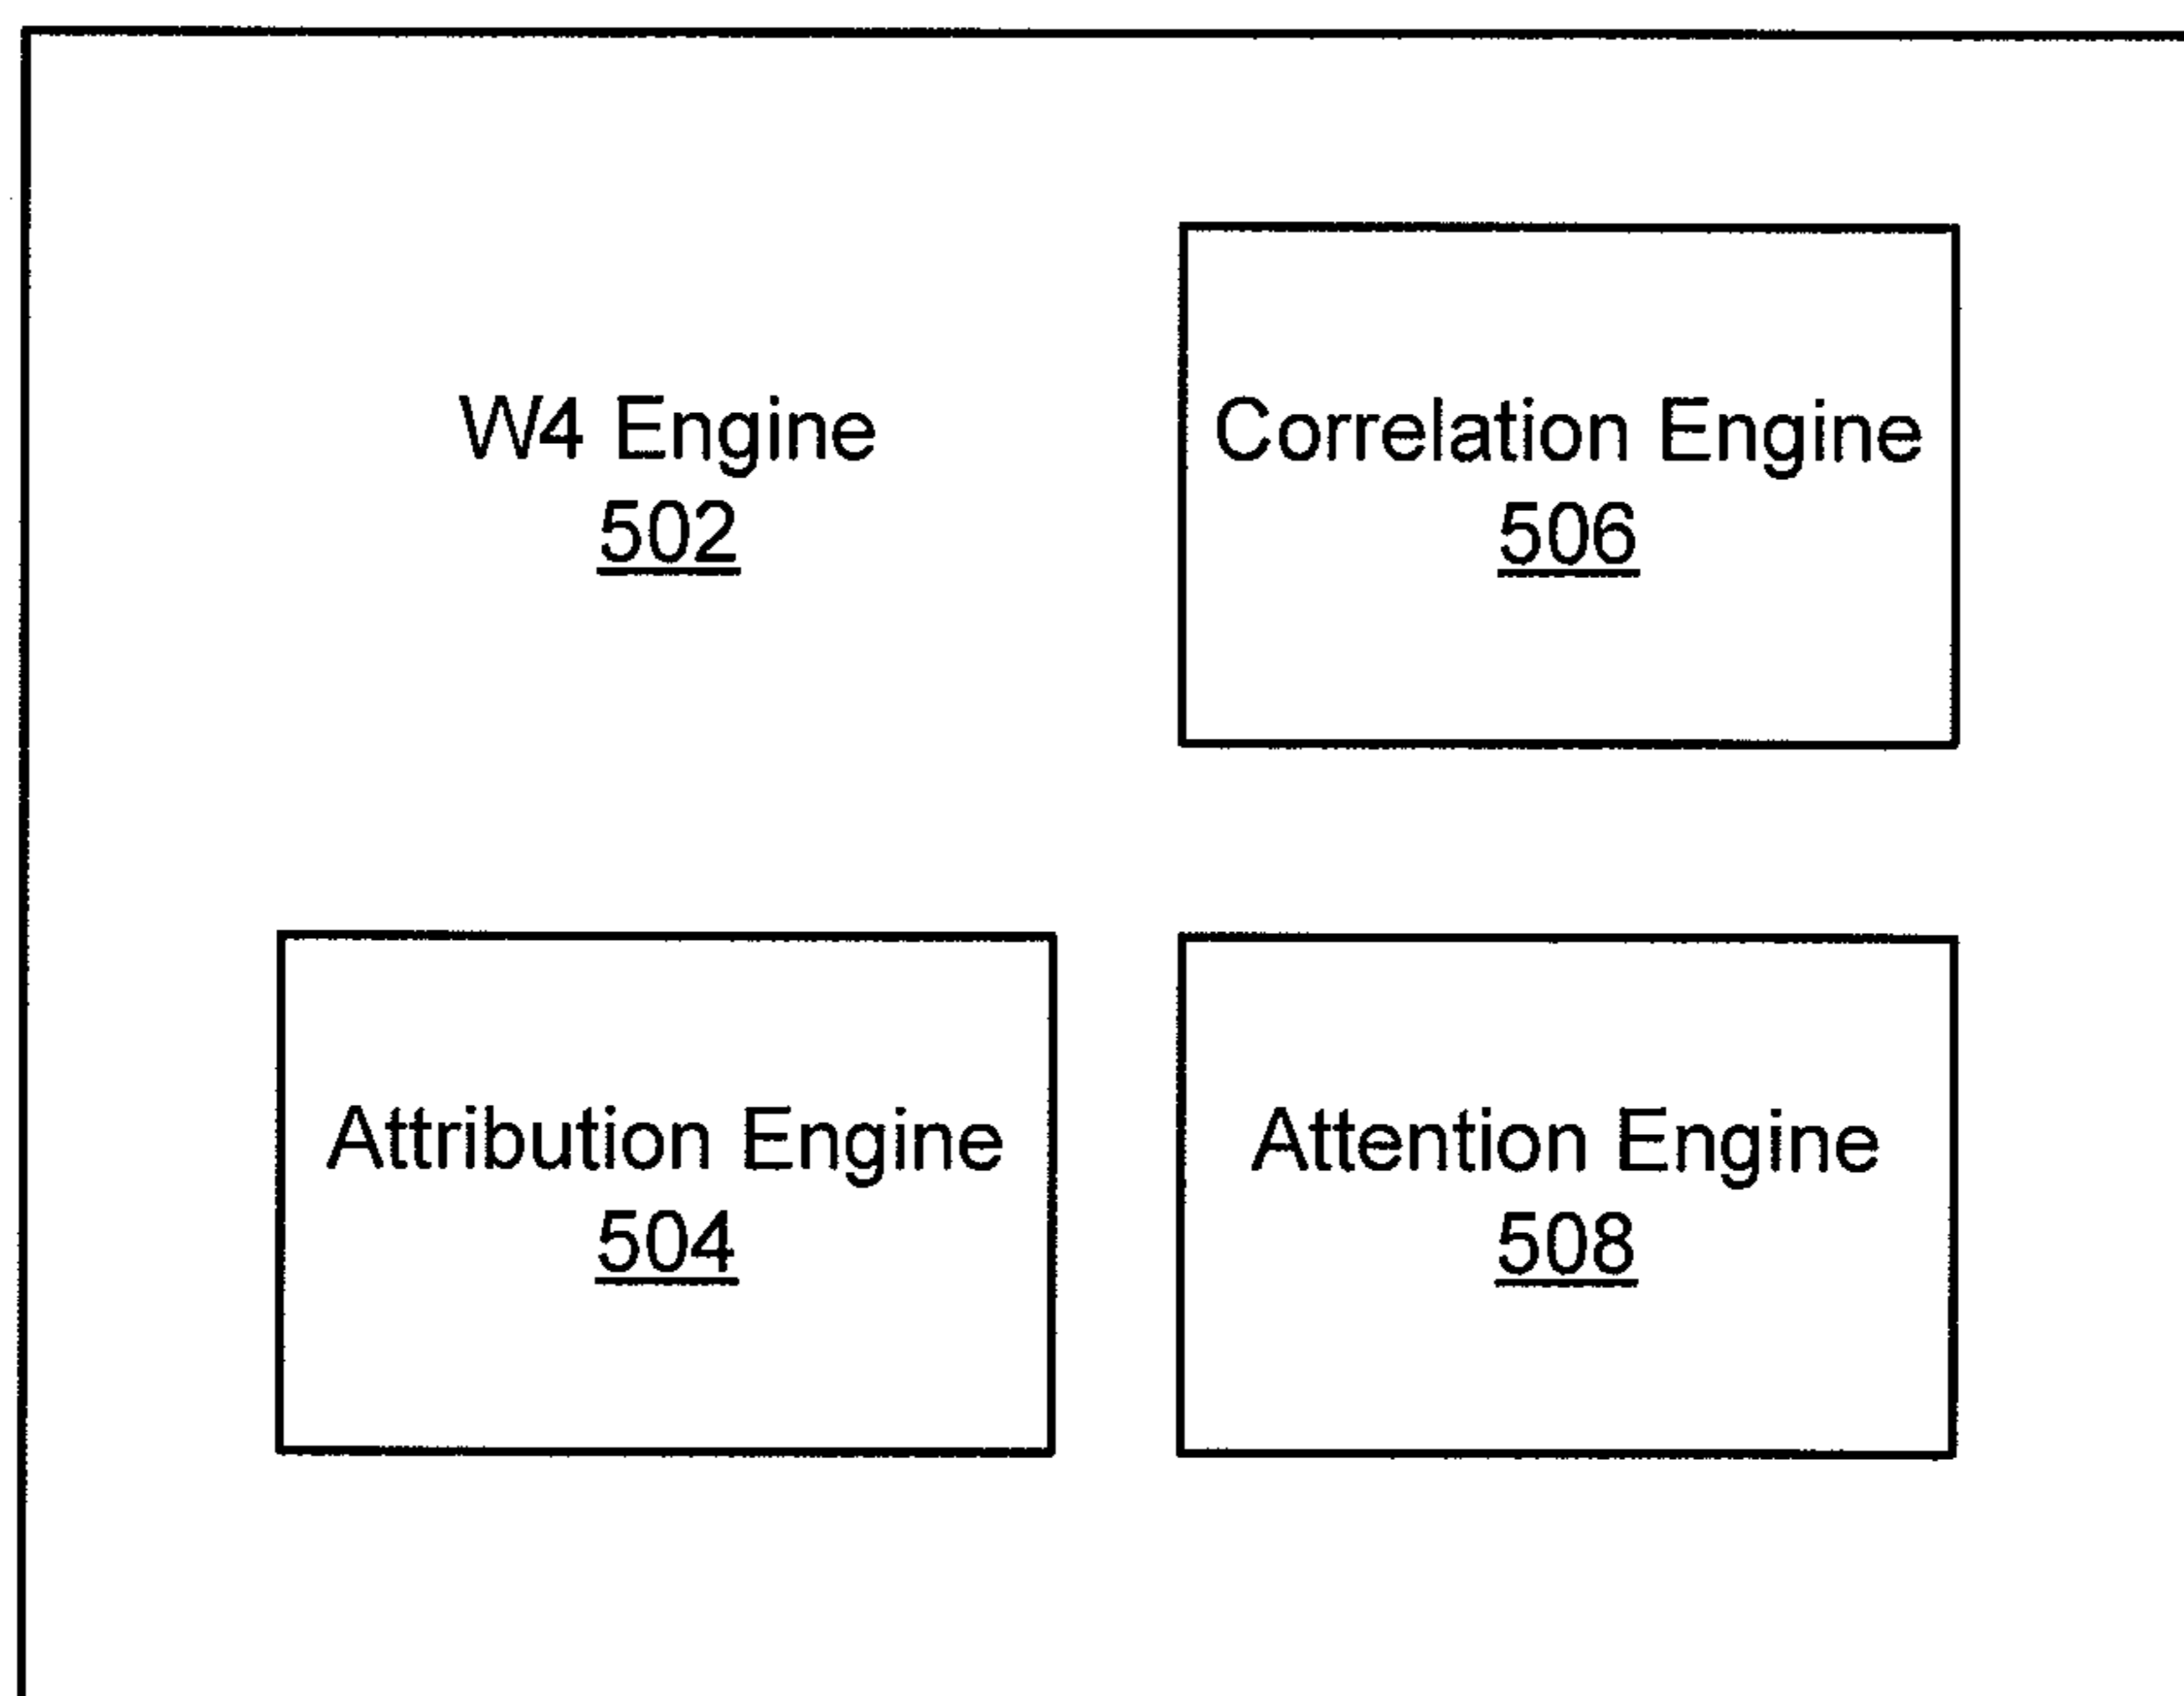 W4 Engine
502
Correlation Engine
506
Attribution Engine
504
Attention Engine
508